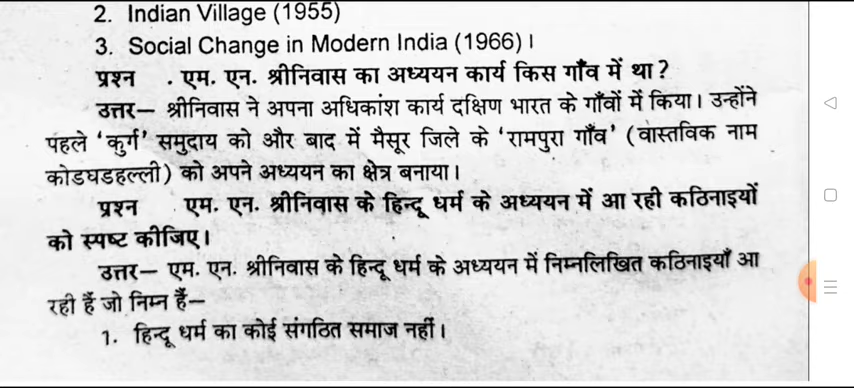 2. Indian Village (1955)
3. Social Change in Modern India (1966)।
प्रश्न . एम. एन. श्रीनिवास का अध्ययन कार्य किस गाँव में था?
उत्तर— श्रीनिवास ने अपना अधिकांश कार्य दक्षिण भारत के गाँवों में किया। उन्होंने
पहले ‘कुर्ग’ समुदाय को और बाद में मैसूर जिले के ‘रामपुरा गाँव’ (वास्तविक नाम
कोडघडहल्ली) को अपने अध्ययन का क्षेत्र बनाया।
प्रश्न एम. एन. श्रीनिवास के हिन्दू धर्म के अध्ययन में आ रही कठिनाइयों
को स्पष्ट कीजिए।
उत्तर— एम. एन. श्रीनिवास के हिन्दू धर्म के अध्ययन में निम्नलिखित कठिनाइयाँ आ
रही हैं जो निम्न हैं—
1. हिन्दू धर्म का कोई संगठित समाज नहीं।